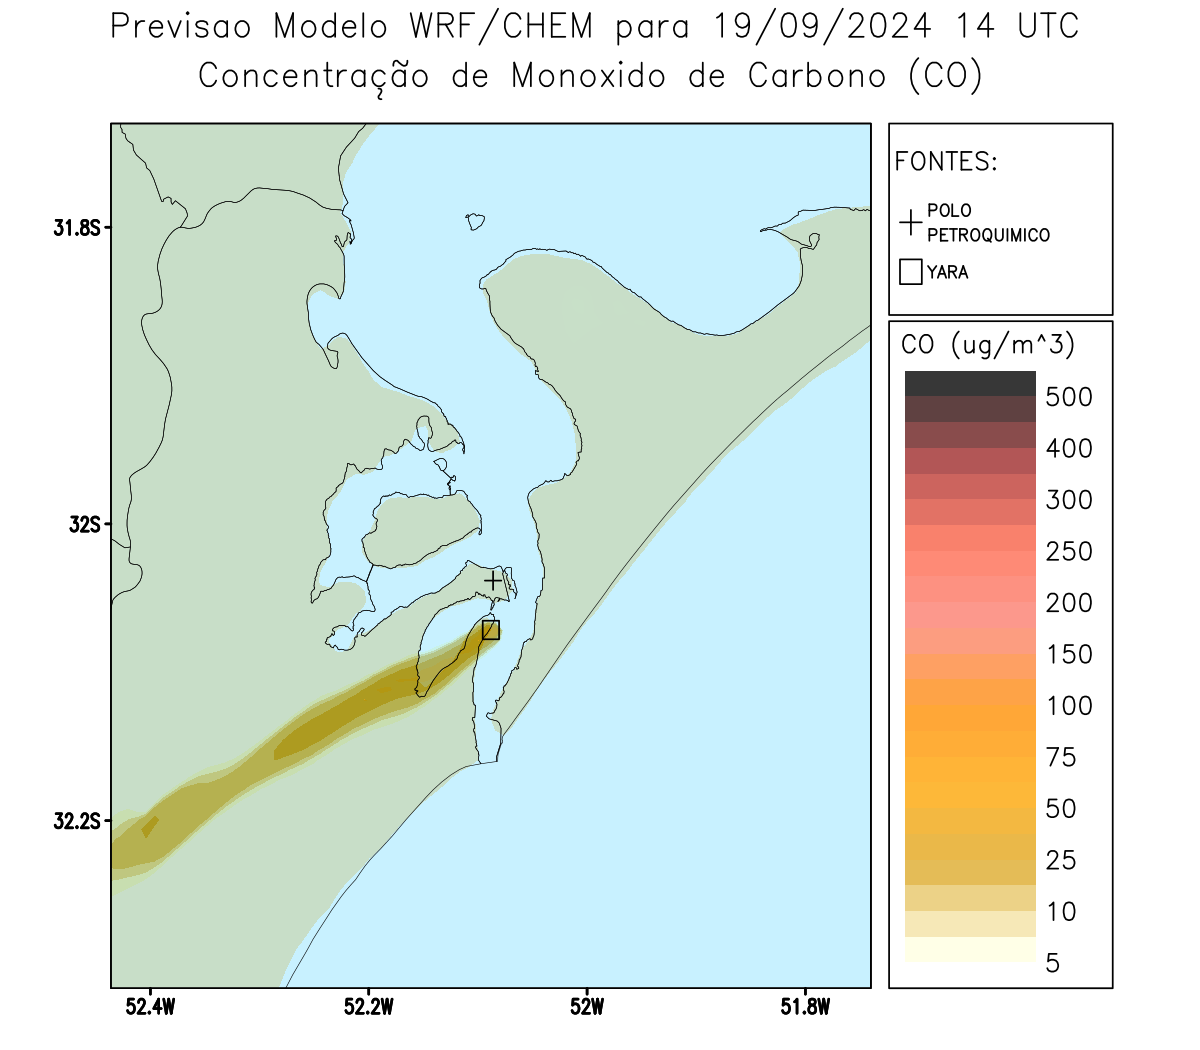 Previsao Modelo WRF/CHEM para 19/09/2024 14 UTC
Concentração de Monoxido de Carbono (CO)
FONTES:
POLO
PETROQUIMICO
YARA
31.8S
32S
32.2S
52.4W
52.2W
52W
51.8W
CO (ug/m^3)
500
400
300
250
200
150
100
75
50
25
10
5